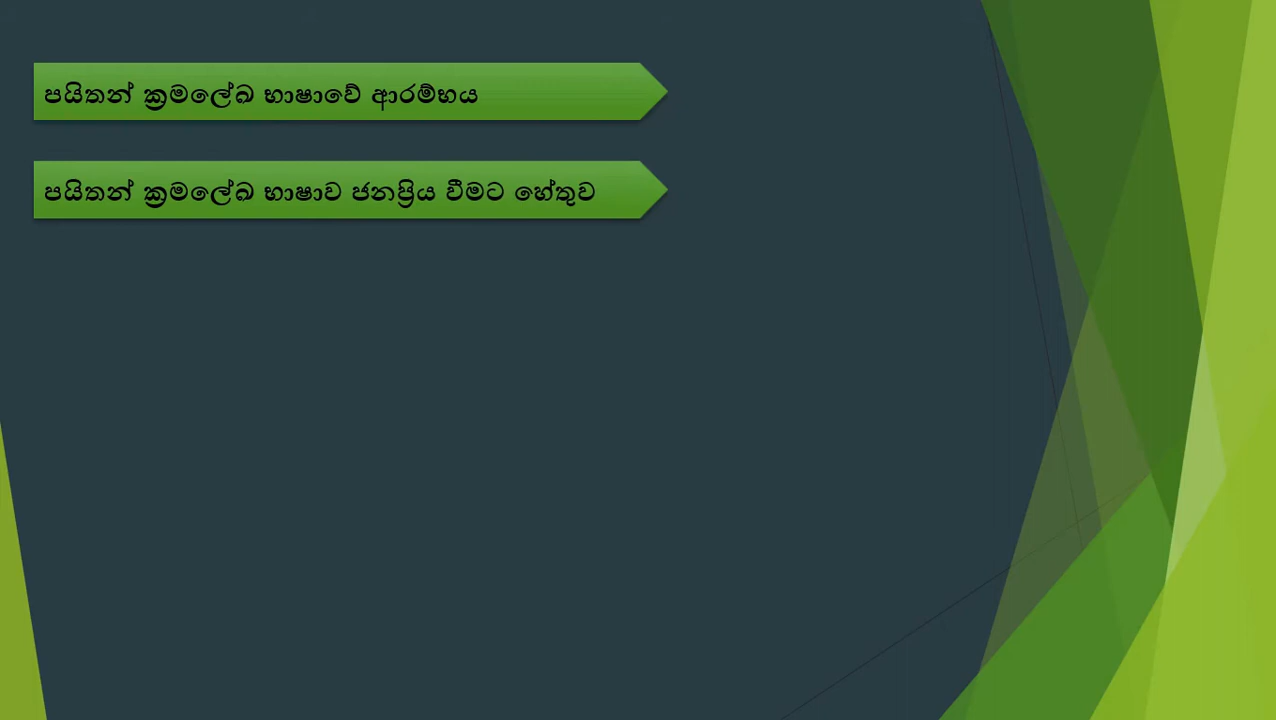 පයිතන් ක්‍රමලේඛ භාෂාවේ ආරම්භය
පයිතන් ක්‍රමලේඛ භාෂාව ජනප්‍රිය වීමට හේතුව